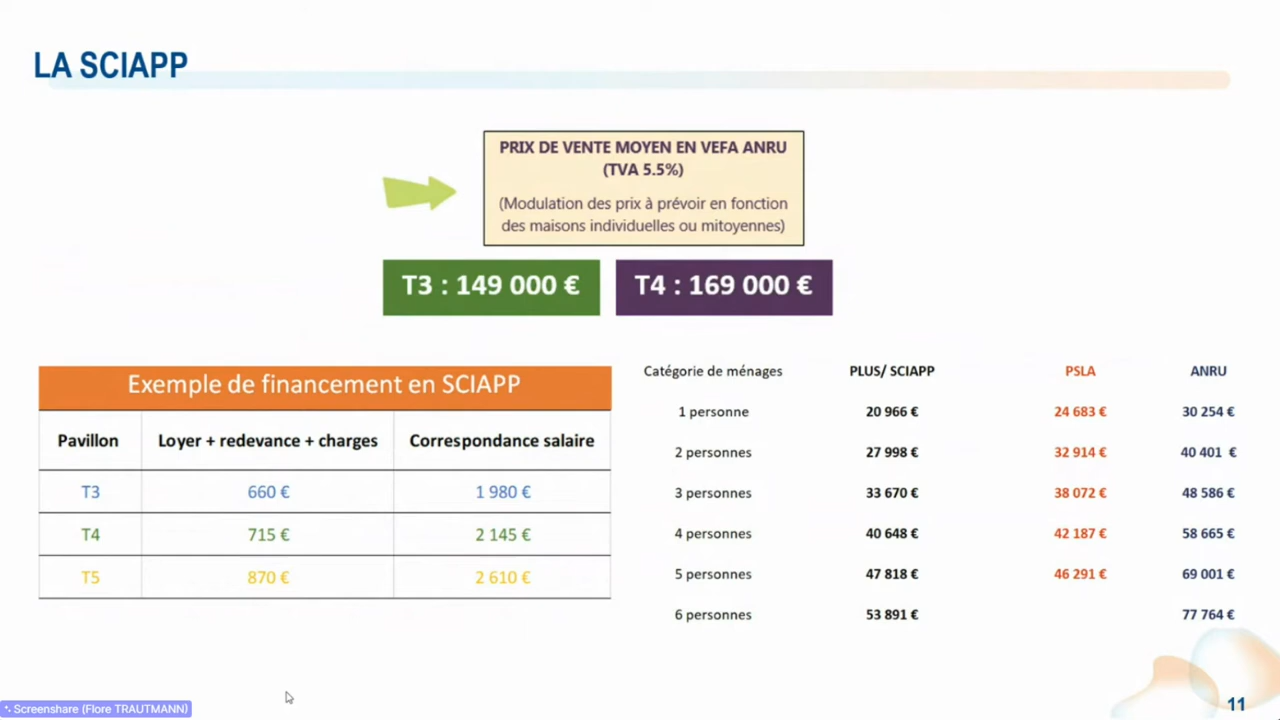 LA SCIAPP
PRIX DE VENTE MOYEN EN VEFA ANRU
(TVA 5.5%)
(Modulation des prix à prévoir en fonction
des maisons individuelles ou mitoyennes)
T3 : 149 000 €
T4 : 169 000 €
Exemple de financement en SCIAPP
Pavillon Loyer + redevance + charges Correspondance salaire
T3 660 € 1 980 €
T4 715 € 2 145 €
T5 870 € 2 610 €
Catégorie de ménages PLUS/ SCIAPP PSLA ANRU
1 personne 20 966 € 24 683 € 30 254 €
2 personnes 27 998 € 32 914 € 40 401 €
3 personnes 33 670 € 38 072 € 48 586 €
4 personnes 40 648 € 42 187 € 58 665 €
5 personnes 47 818 € 46 291 € 69 001 €
6 personnes 53 891 € 77 764 €
Screenshare (Flore TRAUTMANN)
11